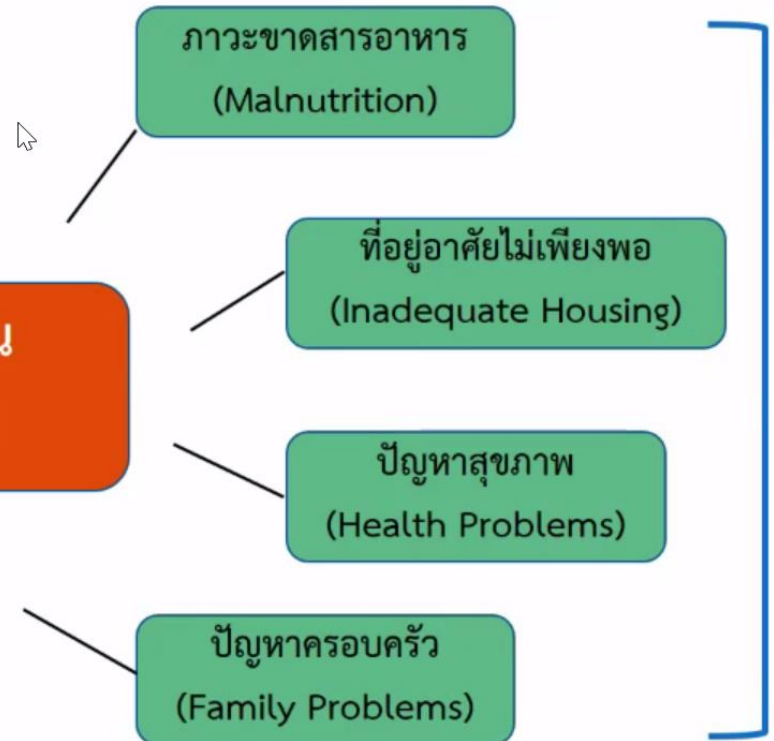 ภาวะขาดสารอาหาร
(Malnutrition)
ที่อยู่อาศัยไม่เพียงพอ
(Inadequate Housing)
ปัญหาสุขภาพ
(Health Problems)
ปัญหาครอบครัว
(Family Problems)